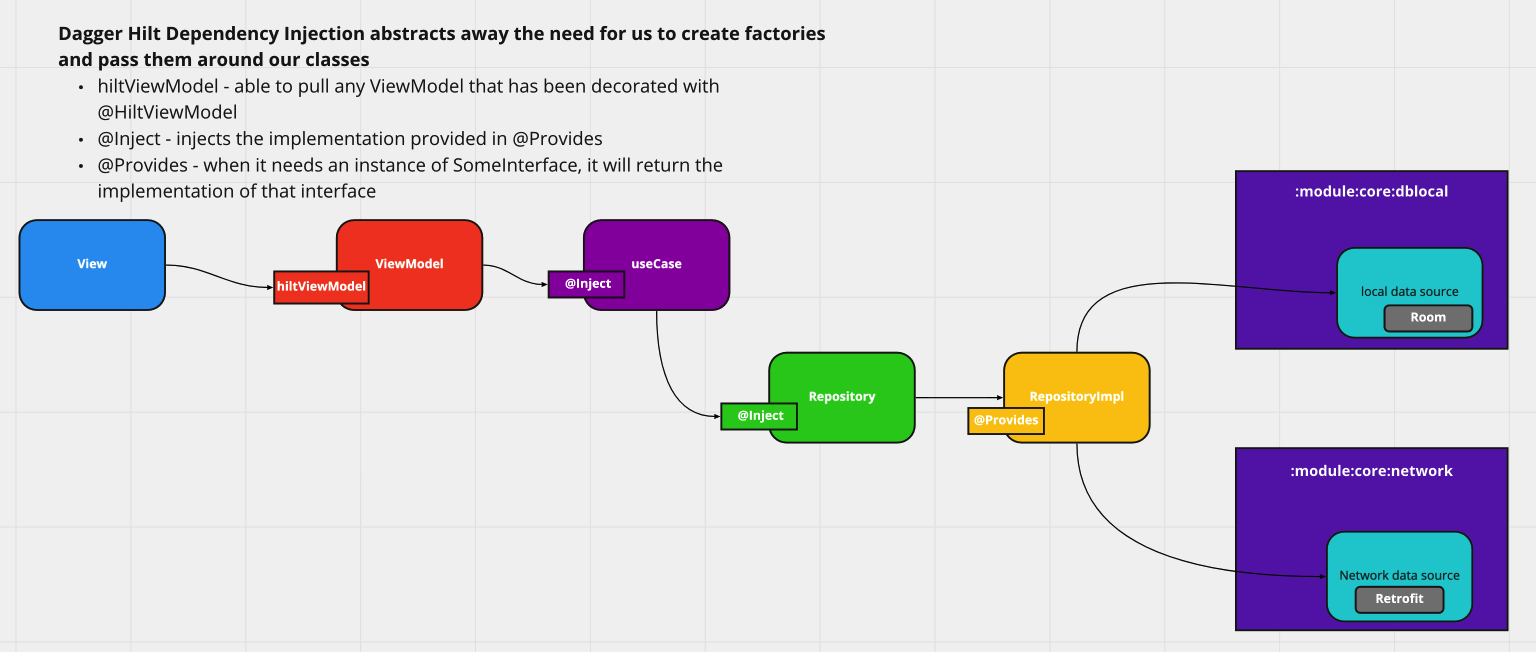 Dagger Hilt Dependency Injection abstracts away the need for us to create factories
and pass them around our classes
• hiltViewModel - able to pull any ViewModel that has been decorated with
@HiltViewModel
• @Inject - injects the implementation provided in @Provides
• @Provides - when it needs an instance of SomeInterface, it will return the
implementation of that interface
:module:core:dblocal
View
hiltViewModel
ViewModel
@Inject
useCase
local data source
Room
@Inject
Repository
RepositoryImpl
@Provides
:module:core:network
Network data source
Retrofit